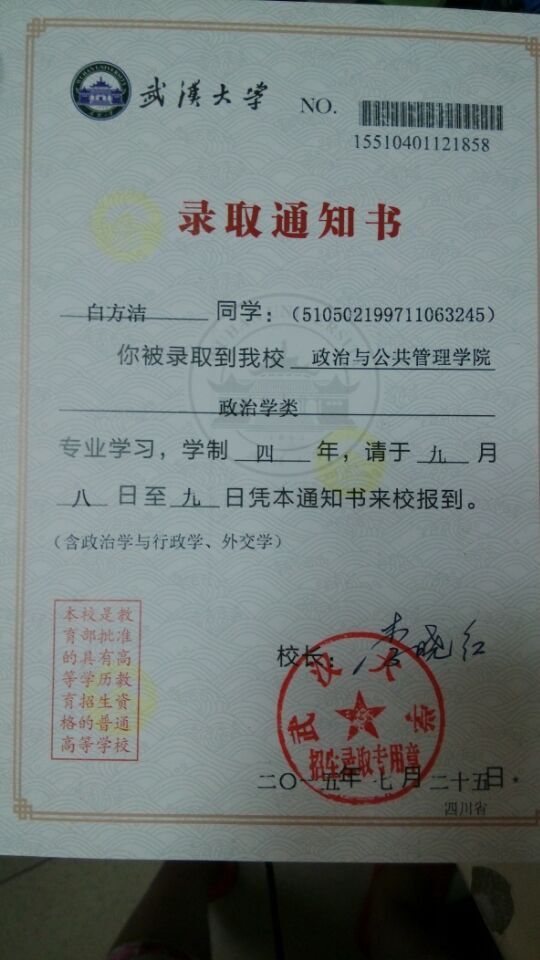 武漢大学
NO.
15510401121858
录取通知书
白方洁 同学：（510502199711063245）
你被录取到我校 政治与公共管理学院
政治学类
专业学习，学制 四 年，请于 九 月
八 日至 九 日凭本通知书来校报到。
（含政治学与行政学、外交学）
本校是教
育部批准
的具有高
等学历教
育招生资
格的普通
高等学校
校长：李晓红
武汉大学
招生录取专用章
二〇一五年 七 月 二十五日
四川省